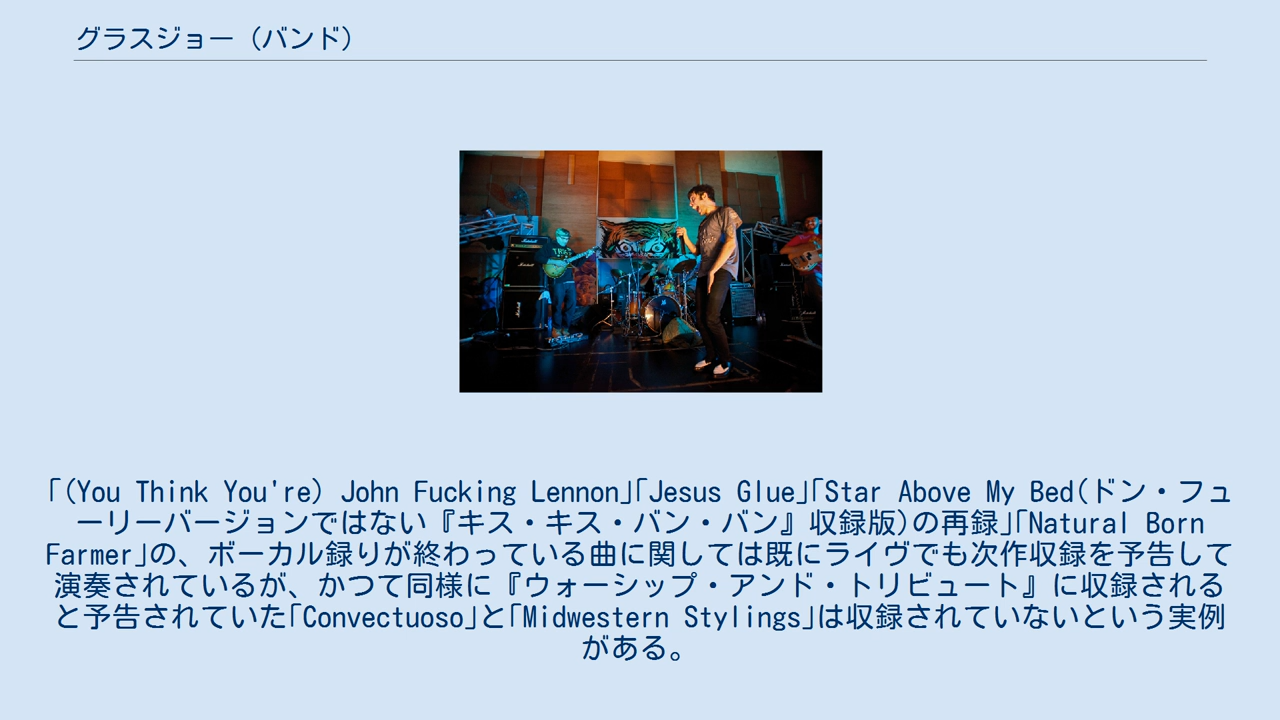 グラスジョー（バンド）
「(You Think You're) John Fucking Lennon」「Jesus Glue」「Star Above My Bed(ドン・フュ
ーリーバージョンではない『キス・キス・バン・バン』収録版)の再録」「Natural Born
Farmer」の、ボーカル録りが終わっている曲に関しては既にライヴでも次作収録を予告して
演奏されているが、かつて同様に『ウォーシップ・アンド・トリビュート』に収録される
と予告されていた「Convectuoso」と「Midwestern Stylings」は収録されていないという実例
がある。